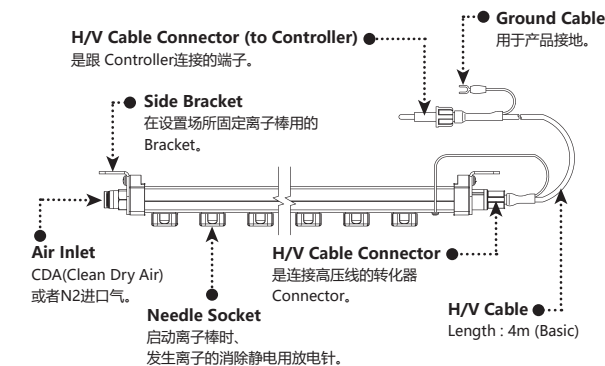 Ground Cable
用于产品接地。
H/V Cable Connector (to Controller)
是跟 Controller连接的端子。
Side Bracket
在设置场所固定离子棒用的
Bracket。
Air Inlet
CDA(Clean Dry Air)
或者N2进口气。
H/V Cable Connector
是连接高压线的转化器
Connector。
Needle Socket
启动离子棒时、
发生离子的消除静电用放电针。
H/V Cable
Length : 4m (Basic)